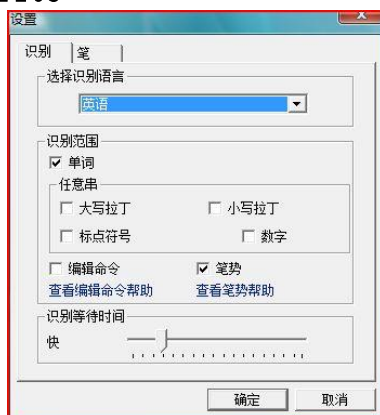 设置
识别 笔
选择识别语言
英语
识别范围
单词
任意串
大写拉丁 小写拉丁
标点符号 数字
编辑命令 笔势
查看编辑命令帮助 查看笔势帮助
识别等待时间
快
确定 取消